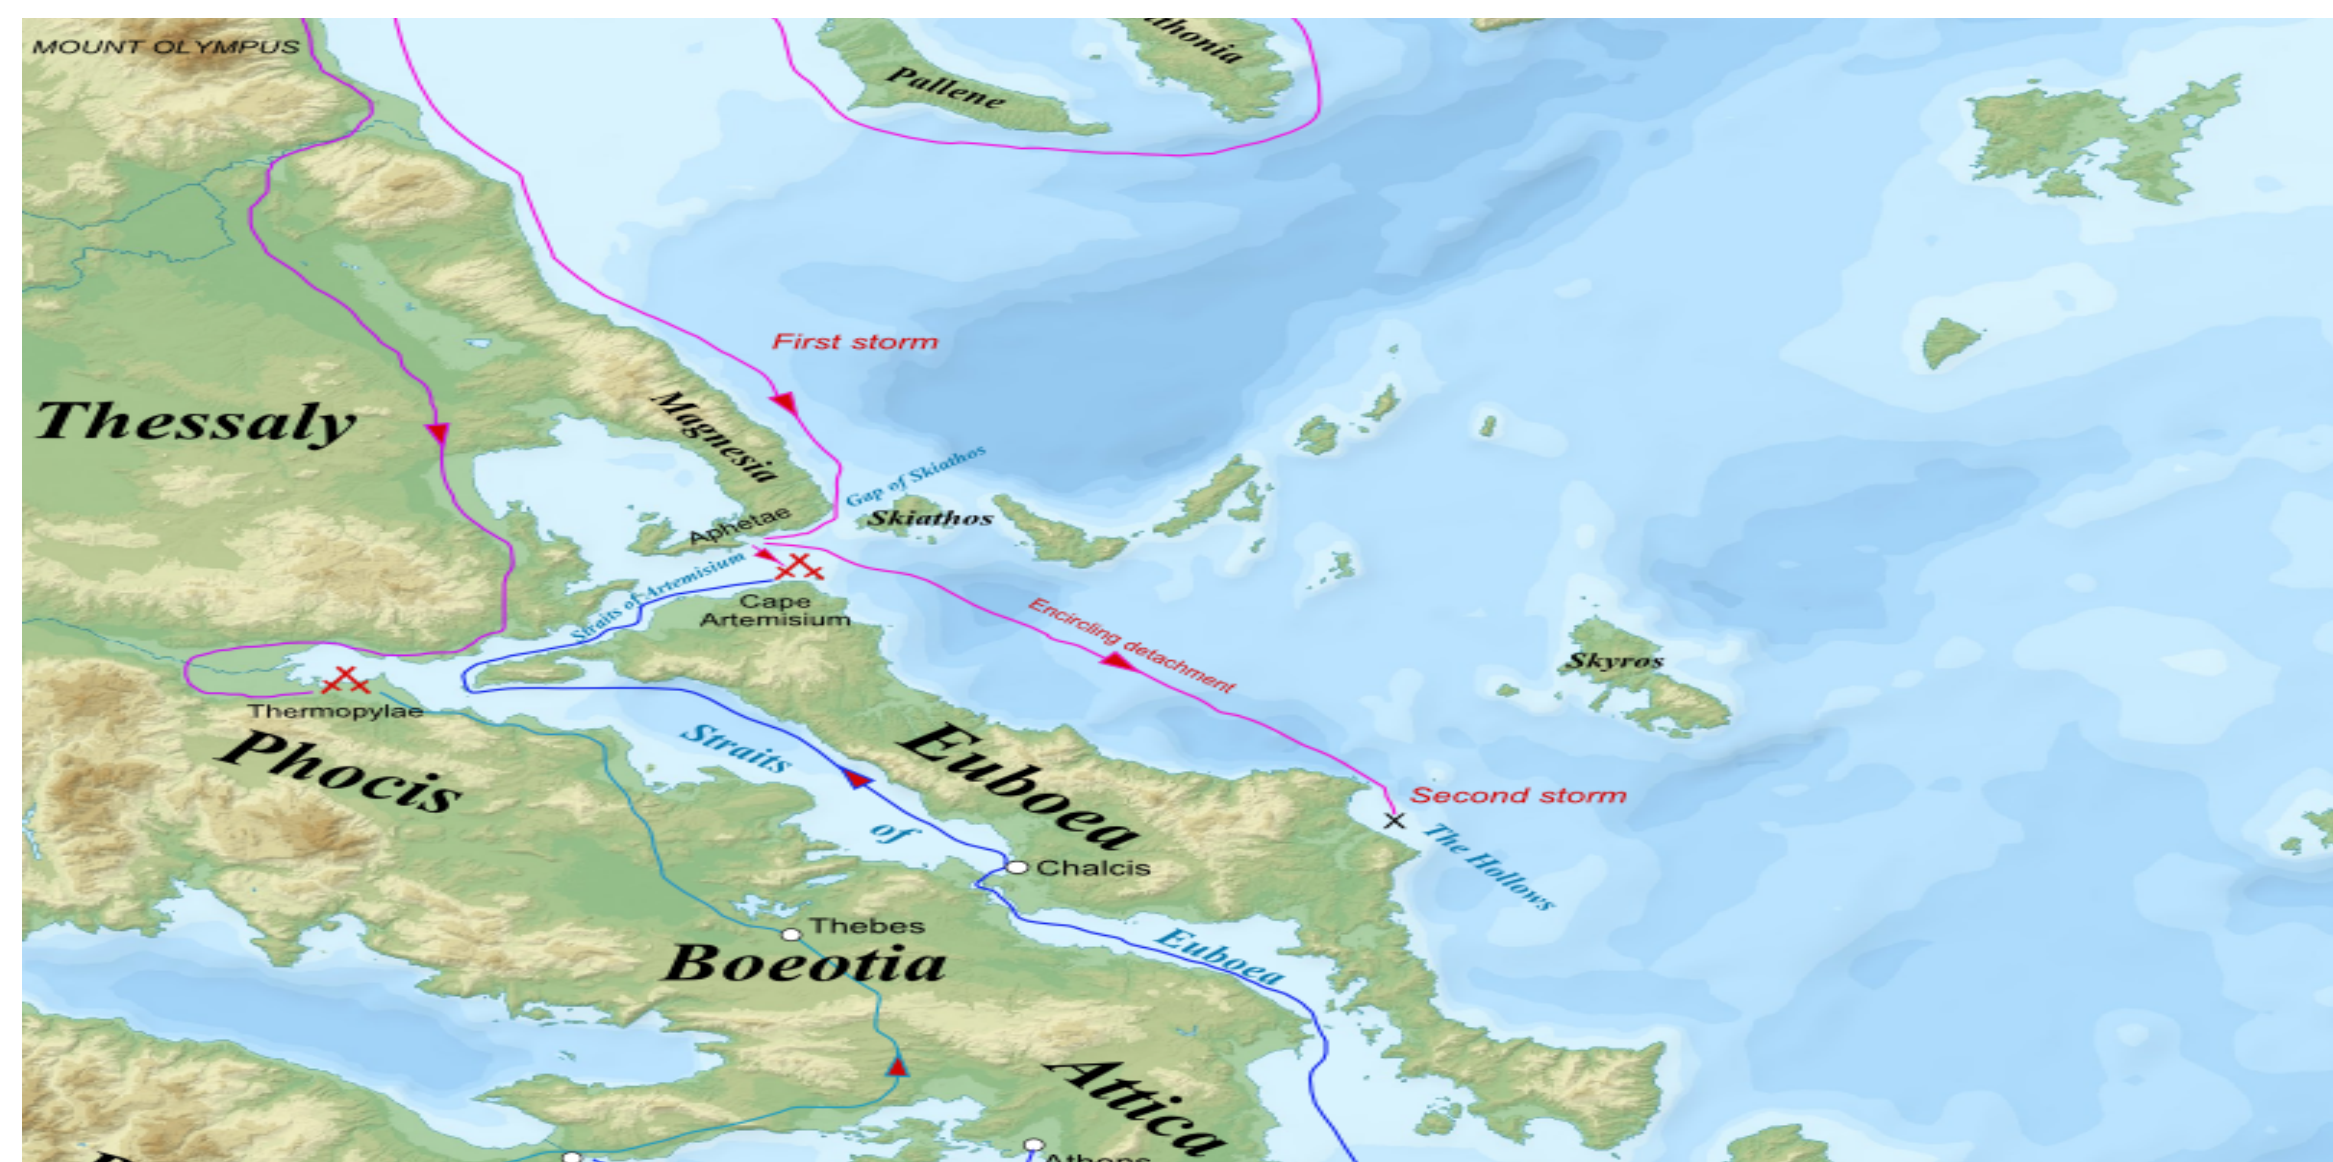 MOUNT OLYMPUS
thonia
Pallene
First storm
Thessaly
Magnesia
Gap of Skiathos
Skiathos
Aphetae
Straits of Artemisium
Cape
Artemisium
Encircling detachment
Skyros
Thermopylae
Phocis
Straits
of
Euboea
Euboea
Second storm
The Hollows
Chalcis
Thebes
Boeotia
Attica
Athens